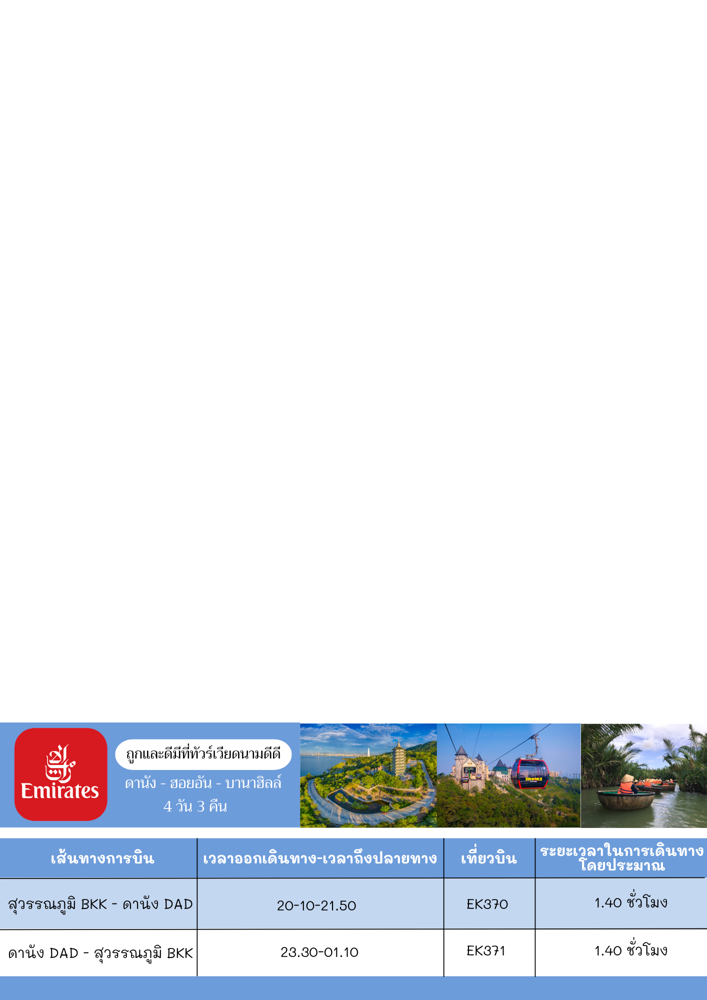 Emirates
ถูกและดีมีที่ทัวร์เวียดนามดีดี
ดานัง - ฮอยอัน - บานาฮิลล์
4 วัน 3 คืน
SUN WORLD
เส้นทางการบิน เวลาออกเดินทาง-เวลาถึงปลายทาง เที่ยวบิน ระยะเวลาในการเดินทาง
โดยประมาณ
สุวรรณภูมิ BKK - ดานัง DAD 20-10-21.50 EK370 1.40 ชั่วโมง
ดานัง DAD - สุวรรณภูมิ BKK 23.30-01.10 EK371 1.40 ชั่วโมง